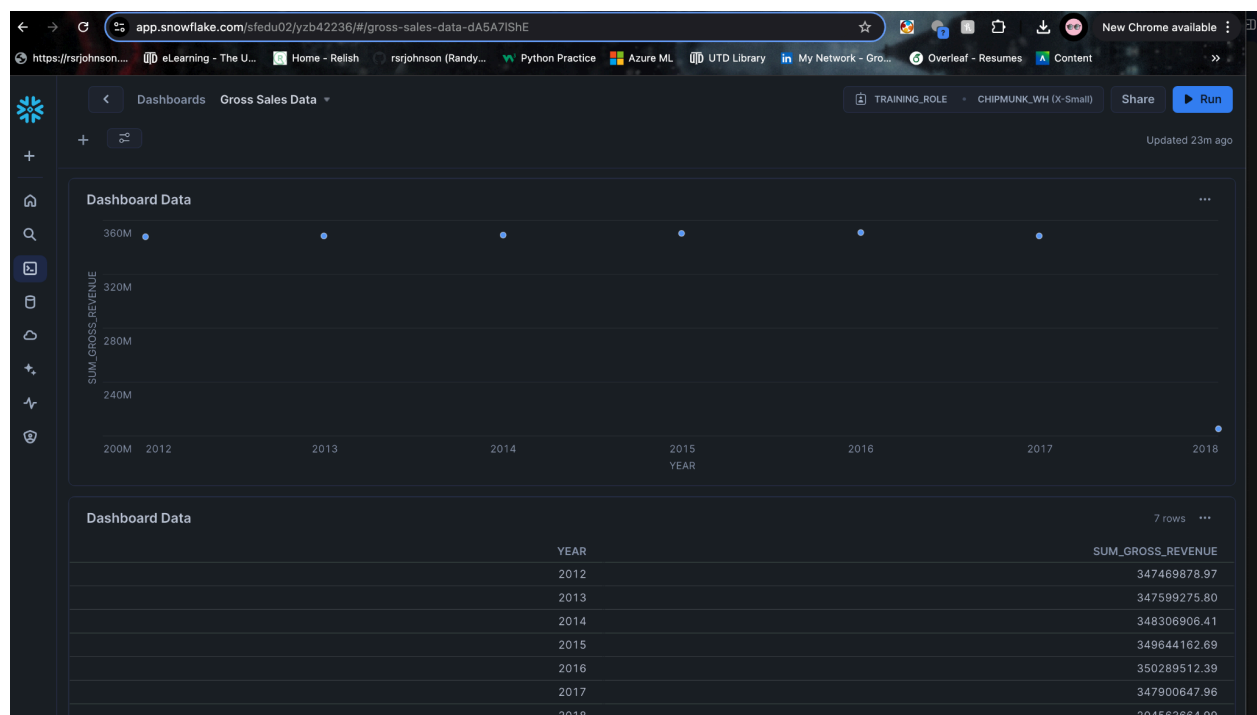 app.snowflake.com/sfedu02/yzb42236/#/gross-sales-data-dA5A7IShE
New Chrome available
https://rsrjohnson.... eLearning - The U... Home - Relish rsrjohnson (Randy... Python Practice Azure ML UTD Library My Network - Gro... Overleaf - Resumes Content »
Dashboards Gross Sales Data TRAINING_ROLE CHIPMUNK_WH (X-Small) Share Run
Updated 23m ago
Dashboard Data
360M
320M
280M
240M
200M
SUM_GROSS_REVENUE
2012 2013 2014 2015 2016 2017 2018
YEAR
Dashboard Data 7 rows
YEAR SUM_GROSS_REVENUE
2012 347469878.97
2013 347599275.80
2014 348306906.41
2015 349644162.69
2016 350289512.39
2017 347900647.96
2018